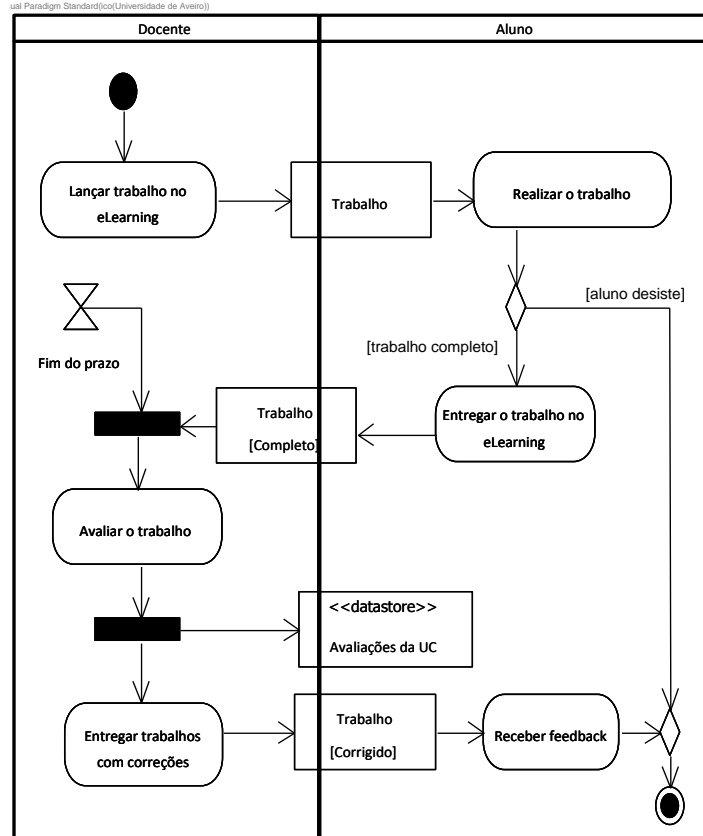 ual Paradigm Standard(ico(Universidade de Aveiro))
Docente
Aluno
Lançar trabalho no
eLearning
Trabalho
Realizar o trabalho
[aluno desiste]
[trabalho completo]
Fim do prazo
Trabalho
[Completo]
Entregar o trabalho no
eLearning
Avaliar o trabalho
<<datastore>>
Avaliações da UC
Entregar trabalhos
com correções
Trabalho
[Corrigido]
Receber feedback